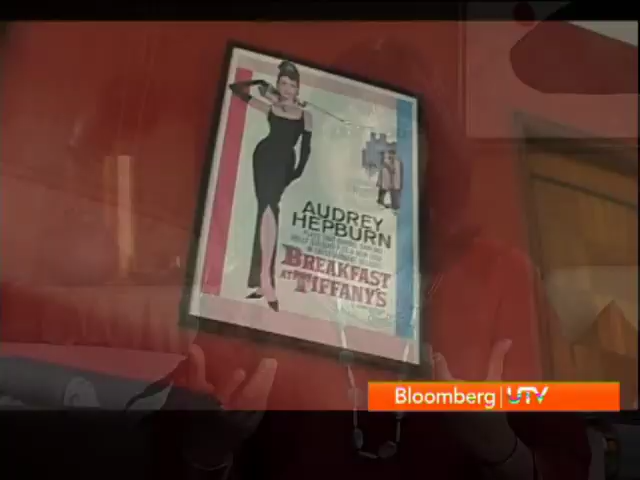 AUDREY
HEPBURN
BREAKFAST
AT TIFFANY'S
Bloomberg | UTV